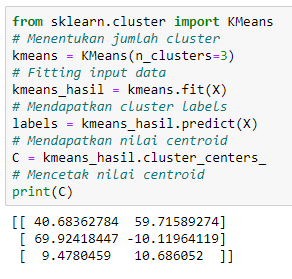 from sklearn.cluster import KMeans
# Menentukan jumlah cluster
kmeans = KMeans(n_clusters=3)
# Fitting input data
kmeans_hasil = kmeans.fit(X)
# Mendapatkan cluster labels
labels = kmeans_hasil.predict(X)
# Mendapatkan nilai centroid
C = kmeans_hasil.cluster_centers_
# Mencetak nilai centroid
print(C)
[[ 40.68362784  59.71589274]
 [ 69.92418447 -10.11964119]
 [  9.4780459   10.686052  ]]